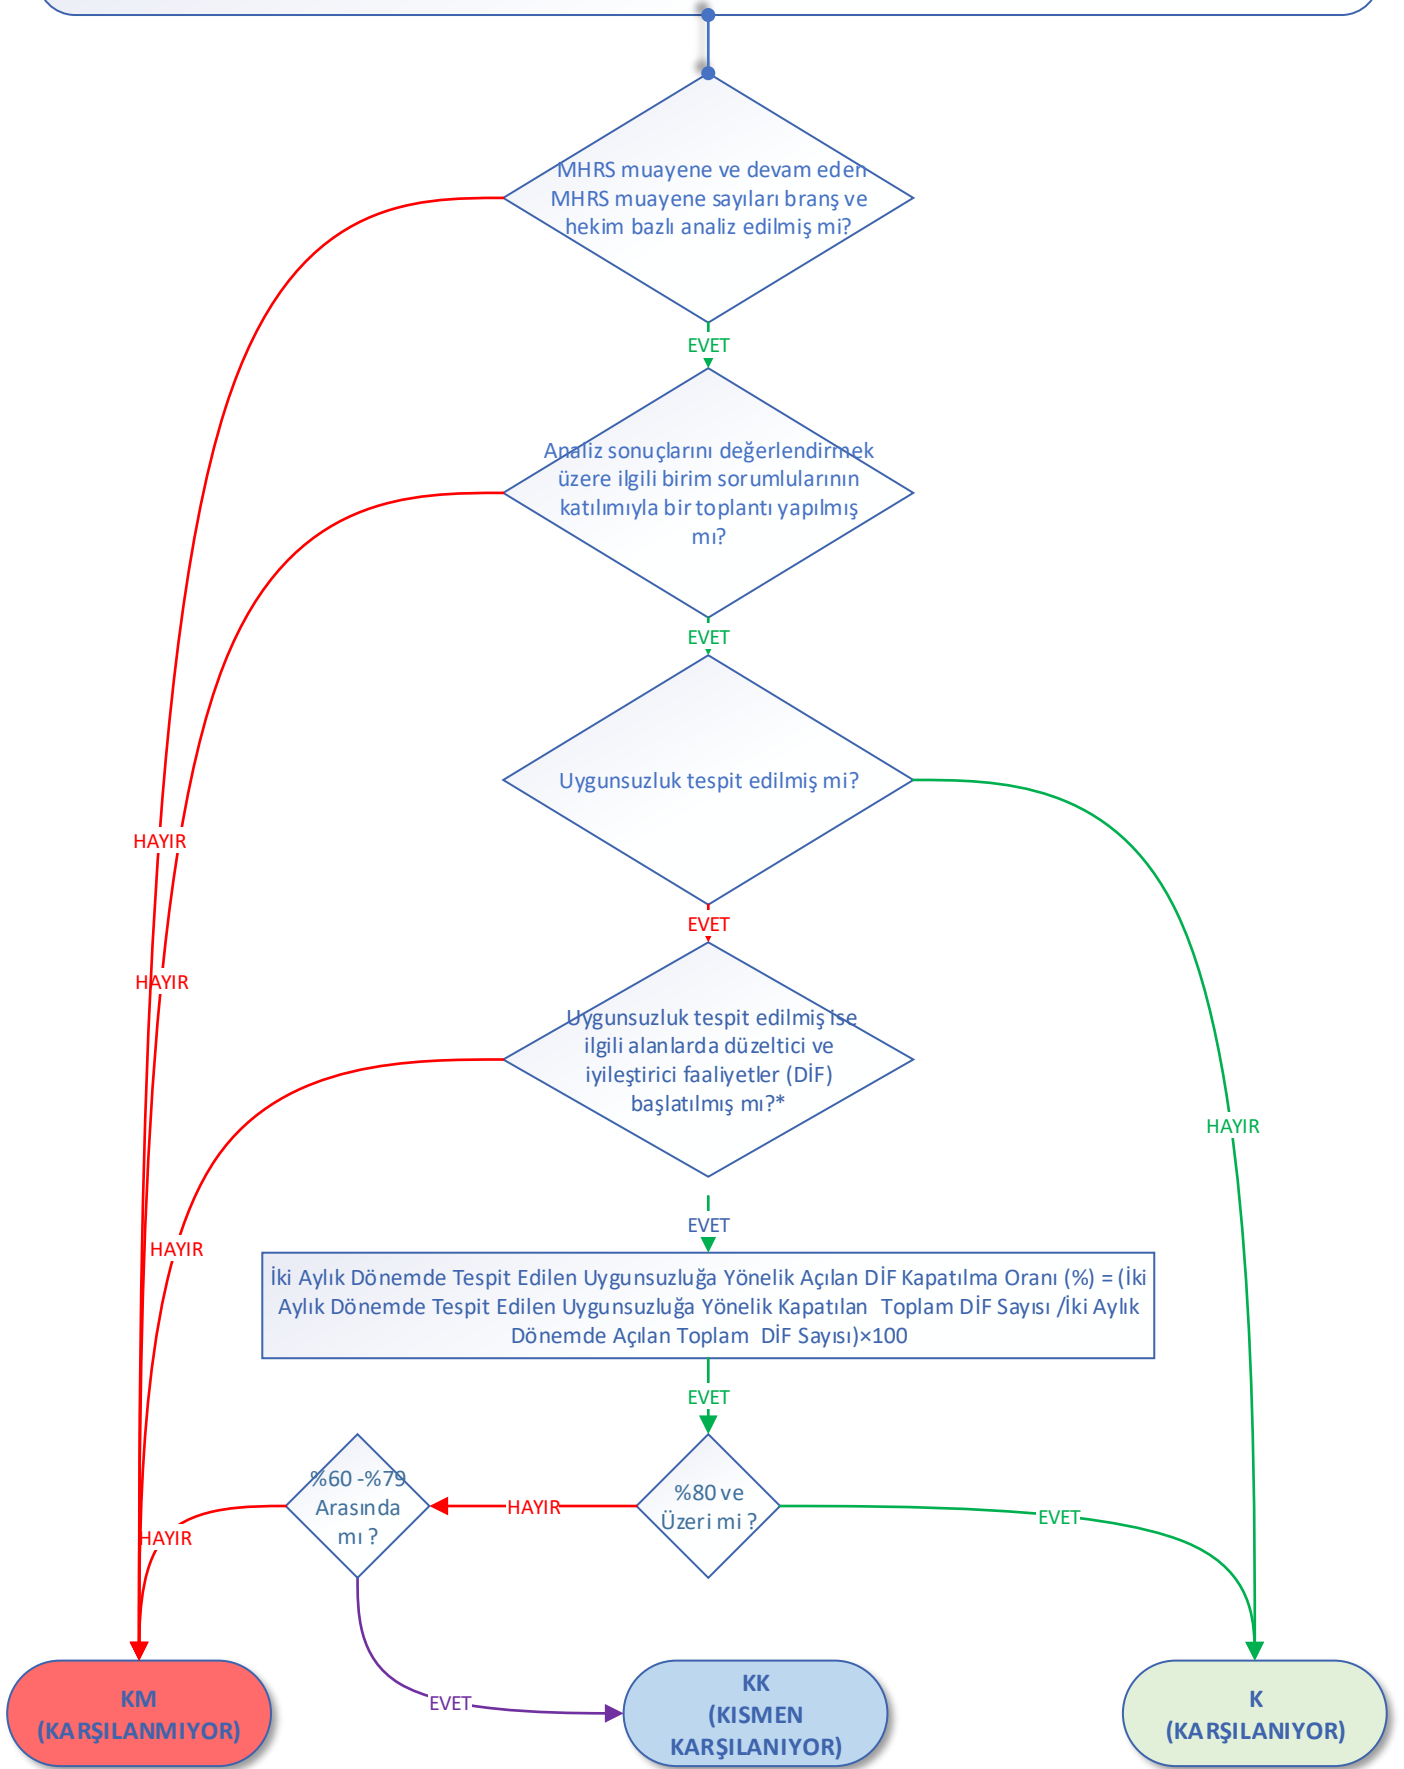 MHRS muayene ve devam eden
MHRS muayene sayıları branş ve
hekim bazlı analiz edilmiş mi?
EVET
Analiz sonuçlarını değerlendirmek
üzere ilgili birim sorumlularının
katılımıyla bir toplantı yapılmış
mı?
EVET
Uygunsuzluk tespit edilmiş mi?
HAYIR
EVET
HAYIR
Uygunsuzluk tespit edilmiş ise
ilgili alanlarda düzeltici ve
iyileştirici faaliyetler (DİF)
başlatılmış mı?*
HAYIR
EVET
HAYIR
İki Aylık Dönemde Tespit Edilen Uygunsuzluğa Yönelik Açılan DİF Kapatılma Oranı (%) = (İki
Aylık Dönemde Tespit Edilen Uygunsuzluğa Yönelik Kapatılan Toplam DİF Sayısı /İki Aylık
Dönemde Açılan Toplam DİF Sayısı)×100
EVET
%60 -%79
Arasında
mı ?
HAYIR
%80 ve
Üzeri mi ?
EVET
HAYIR
EVET
KM
(KARŞILANMIYOR)
KK
(KISMEN
KARŞILANIYOR)
K
(KARŞILANIYOR)